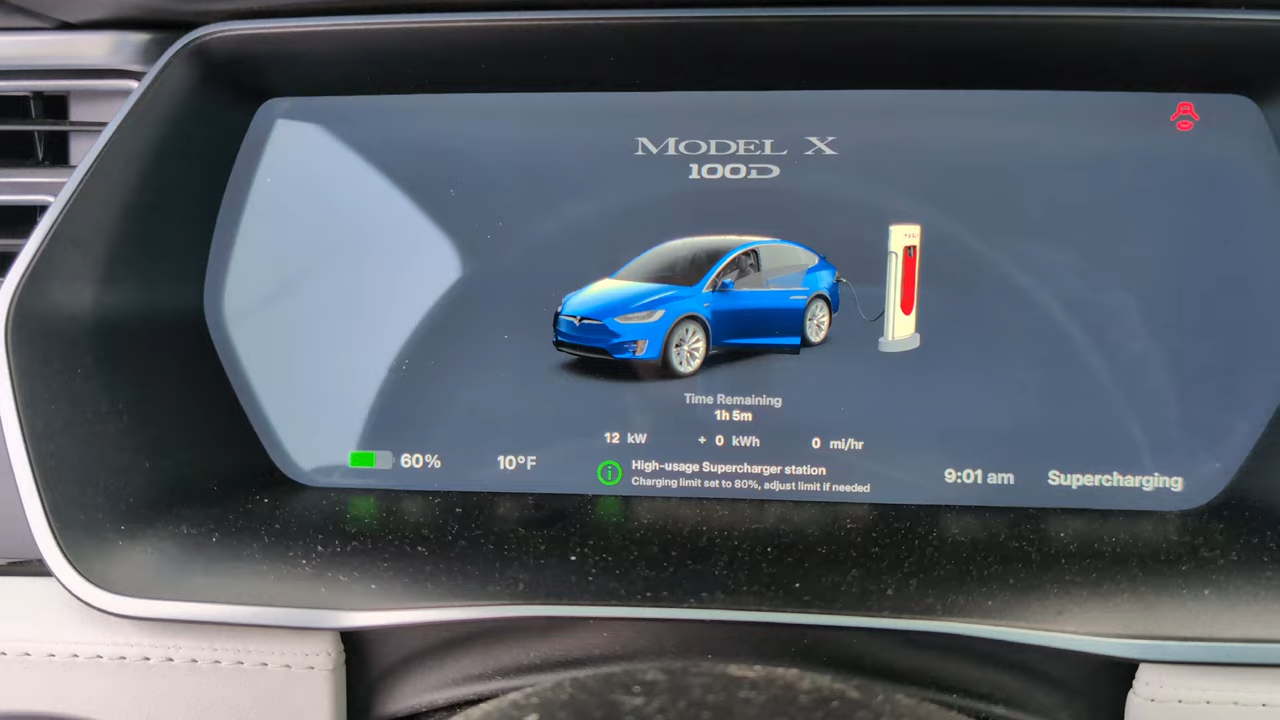 MODEL X
100D
Time Remaining
1h 5m
12 kW + 0 kWh 0 mi/hr
60% 10°F
High-usage Supercharger station
Charging limit set to 80%, adjust limit if needed
9:01 am Supercharging